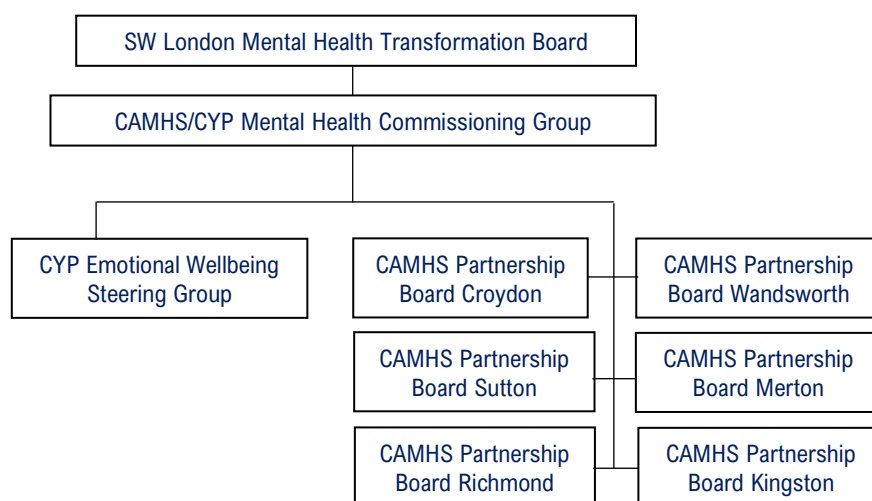 SW London Mental Health Transformation Board
CAMHS/CYP Mental Health Commissioning Group
CYP Emotional Wellbeing
Steering Group
CAMHS Partnership
Board Croydon
CAMHS Partnership
Board Wandsworth
CAMHS Partnership
Board Sutton
CAMHS Partnership
Board Merton
CAMHS Partnership
Board Richmond
CAMHS Partnership
Board Kingston